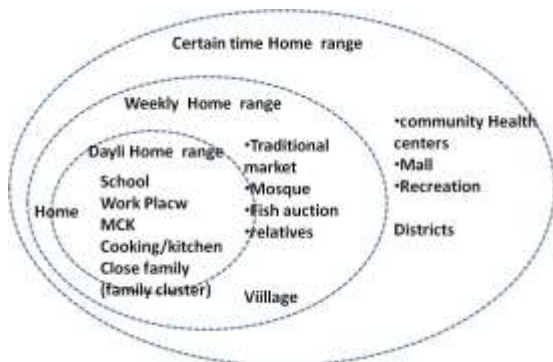 Certain time Home range
Weekly Home range
Dayli Home range
School
Work Placw
MCK
Cooking/kitchen
Close family
(family cluster)
Home
•Traditional
market
•Mosque
•Fish auction
•relatives
Viillage
•community Health
centers
•Mall
•Recreation
Districts